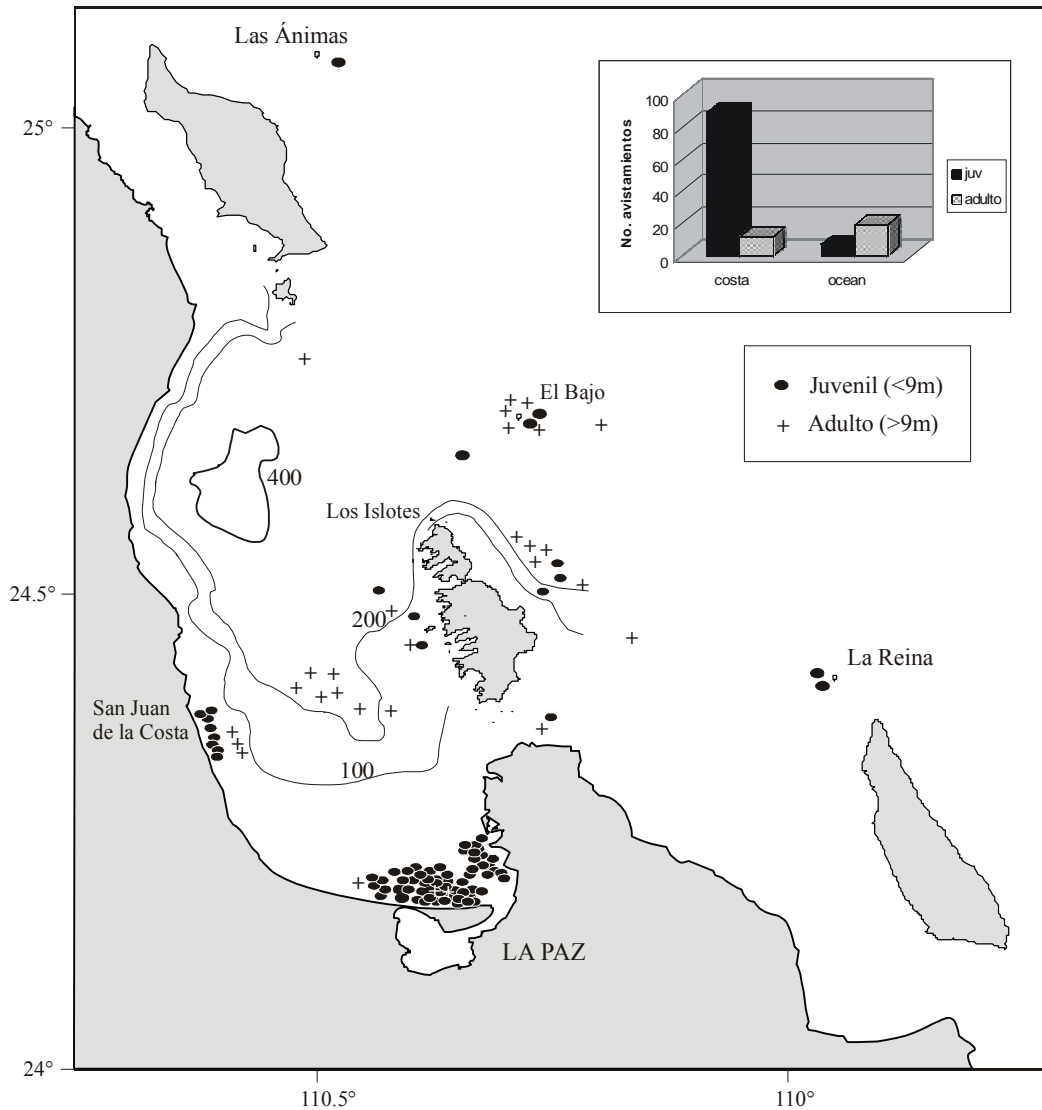 Las Ánimas
25°
No. avistamientos
100
80
60
40
20
0
costa
ocean
juv
adulto
Juvenil (<9m)
Adulto (>9m)
El Bajo
400
Los Islotes
24.5°
200
La Reina
San Juan
de la Costa
100
LA PAZ
24°
110.5°
110°